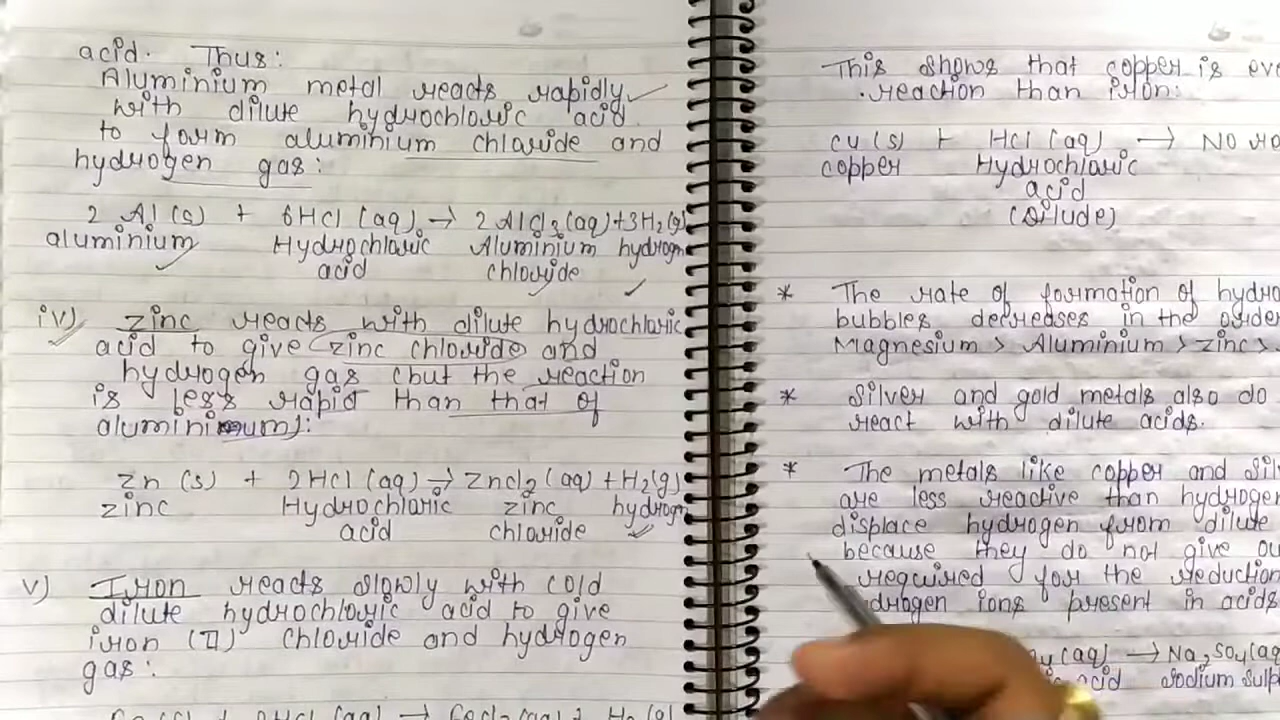 acid. Thus:
Aluminium metal reacts rapidly
with dilute hydrochloric acid
to form aluminium chloride and
hydrogen gas:
2 Al (s) + 6HCl (aq) → 2 AlCl3 (aq) + 3H2 (g)
aluminium Hydrochloric Aluminium hydrogn
acid chloride
iv) Zinc reacts with dilute hydrochloric
acid to give (zinc chloride) and
hydrogen gas (but the reaction
is less rapid than that of
aluminium):
Zn (s) + 2HCl (aq) → Zncl2 (aq) + H2 (g)
zinc Hydrochloric zinc hydrogn
acid chloride
v) Iron reacts slowly with cold
dilute hydrochloric acid to give
iron (II) chloride and hydrogen
gas:
This shows that copper is
reaction than iron:
cu (s) + HCl (aq) → NO
copper Hydrochloric
acid
(Dilude)
* The rate of formation of hydro
bubbles decreases in the order
Magnesium > Aluminium > zinc >
* Silver and gold metals also do
react with dilute acids.
* The metals like copper and
are less reactive than hydrogen
displace hydrogen from dilute
because they do not give
required for the reduction
ions present in acids
(aq) → Na2SO4 (aq
acid sodium sulp